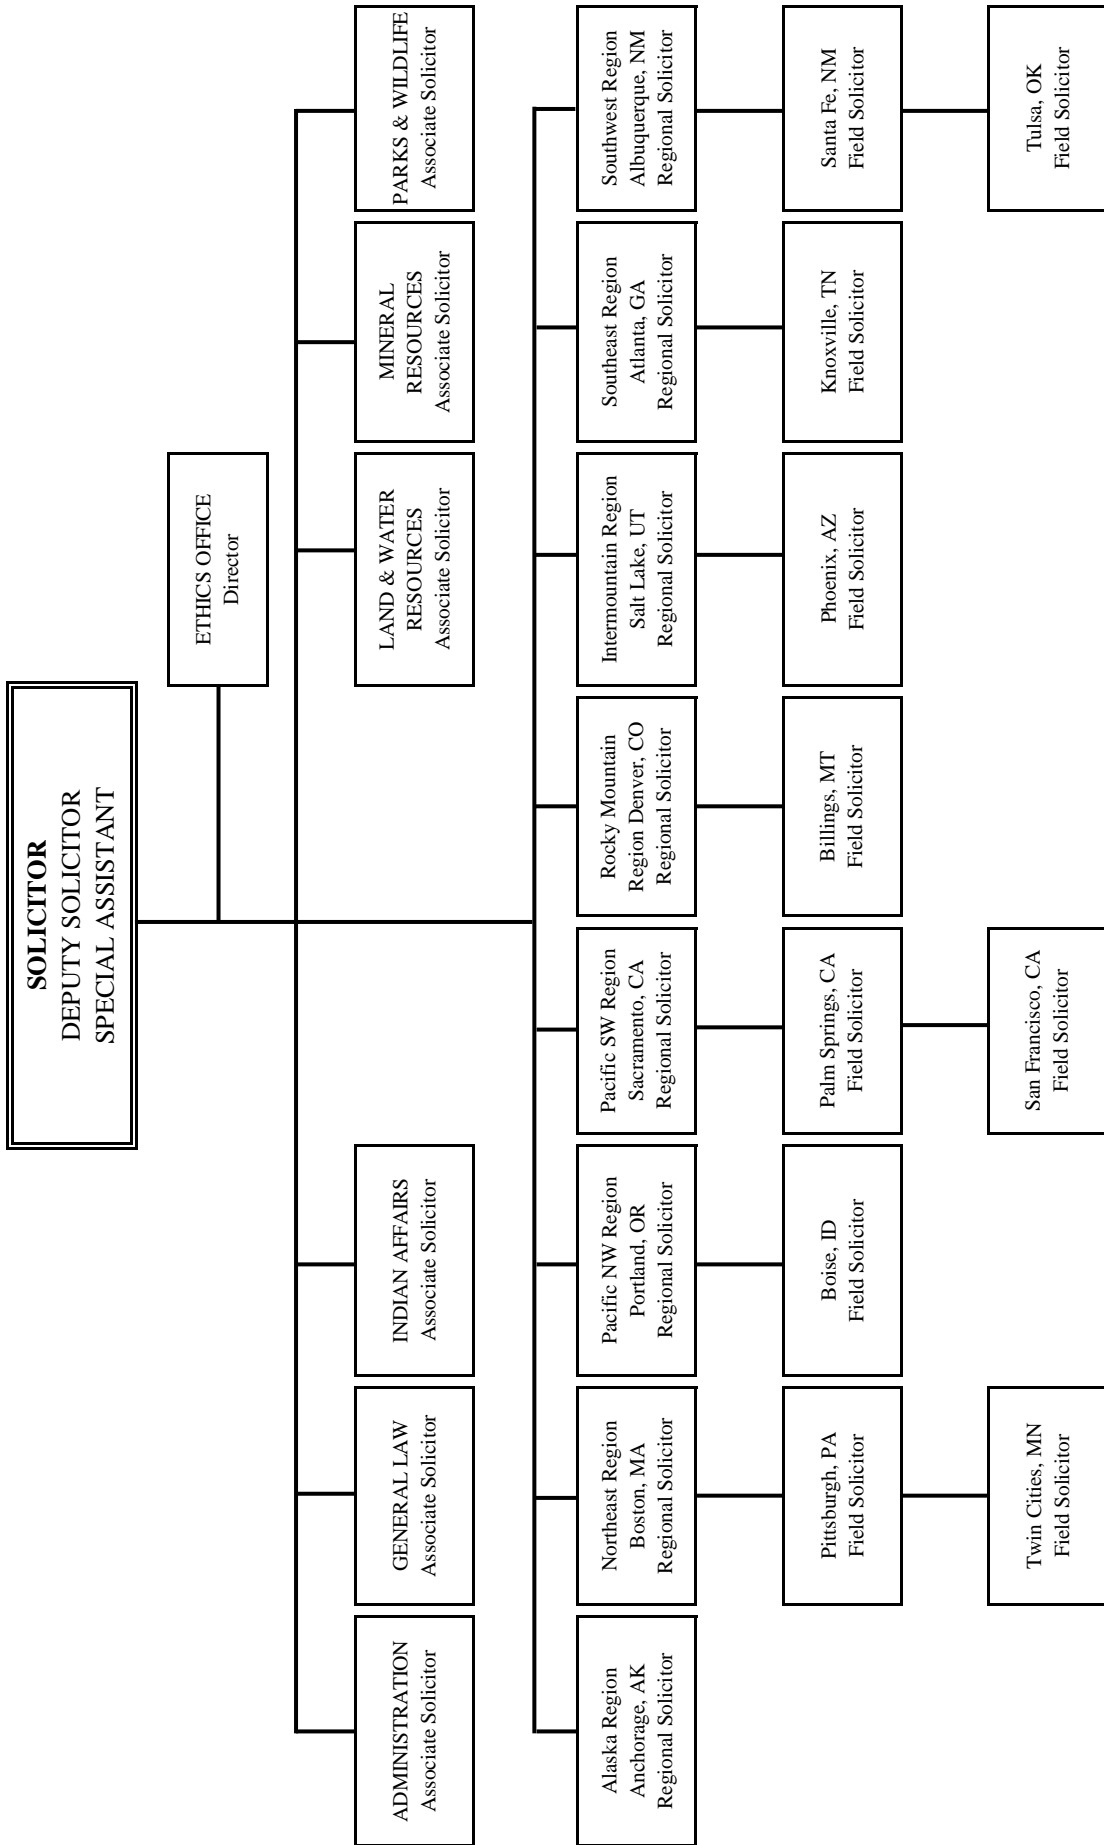 SOLICITOR
DEPUTY SOLICITOR
SPECIAL ASSISTANT
ETHICS OFFICE
Director
ADMINISTRATION
Associate Solicitor
GENERAL LAW
Associate Solicitor
INDIAN AFFAIRS
Associate Solicitor
LAND & WATER
RESOURCES
Associate Solicitor
MINERAL
RESOURCES
Associate Solicitor
PARKS & WILDLIFE
Associate Solicitor
Alaska Region
Anchorage, AK
Regional Solicitor
Northeast Region
Boston, MA
Regional Solicitor
Pacific NW Region
Portland, OR
Regional Solicitor
Pacific SW Region
Sacramento, CA
Regional Solicitor
Rocky Mountain
Region Denver, CO
Regional Solicitor
Intermountain Region
Salt Lake, UT
Regional Solicitor
Southeast Region
Atlanta, GA
Regional Solicitor
Southwest Region
Albuquerque, NM
Regional Solicitor
Pittsburgh, PA
Field Solicitor
Boise, ID
Field Solicitor
Palm Springs, CA
Field Solicitor
Billings, MT
Field Solicitor
Phoenix, AZ
Field Solicitor
Knoxville, TN
Field Solicitor
Santa Fe, NM
Field Solicitor
Twin Cities, MN
Field Solicitor
San Francisco, CA
Field Solicitor
Tulsa, OK
Field Solicitor